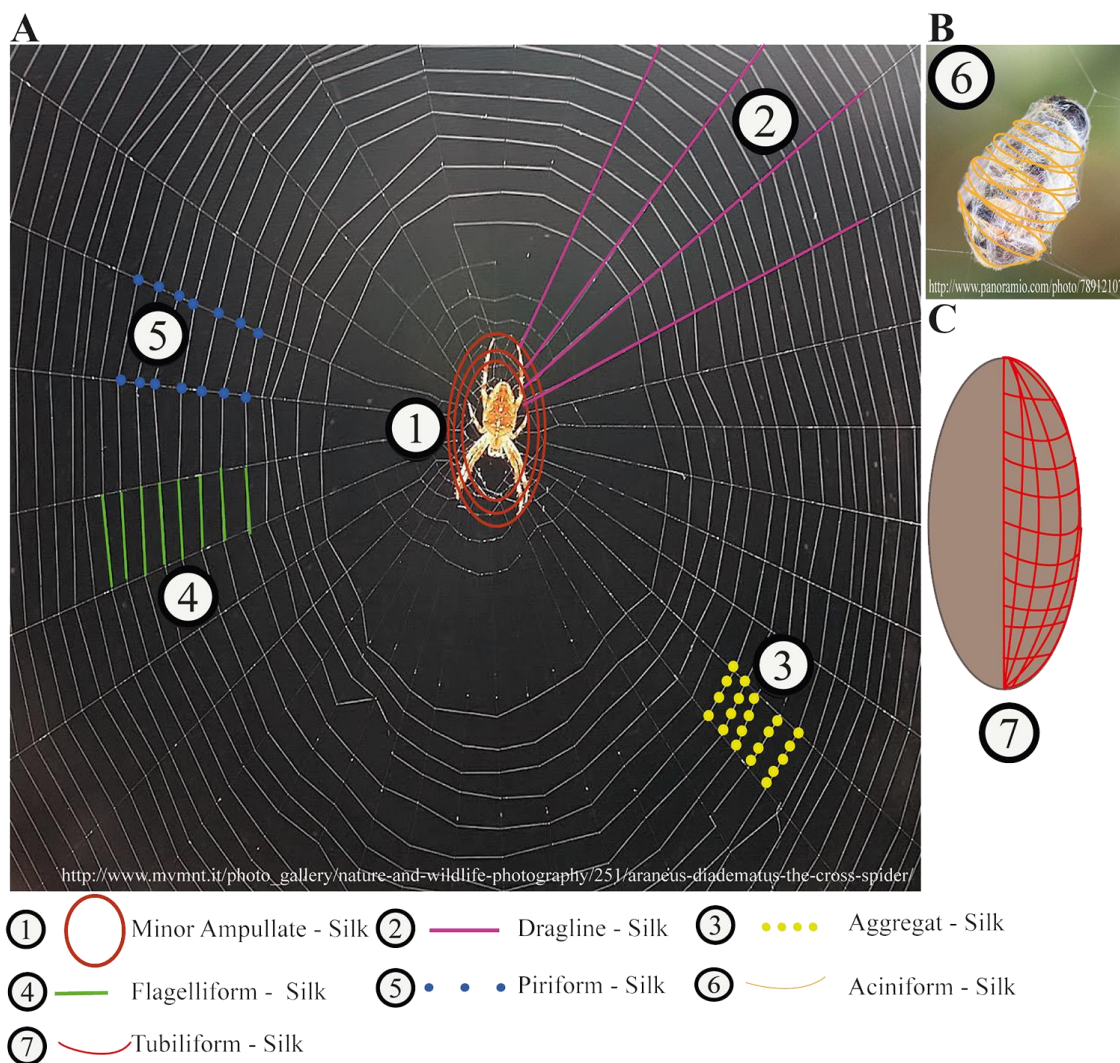 A
B
6
2
http://www.panoramio.com/photo/7891210
C
5
1
4
3
7
http://www.mvmnt.it/photo_gallery/nature-and-wildlife-photography/251/araneus-diadematus-the-cross-spider/
1 Minor Ampullate - Silk 2 Dragline - Silk 3 Aggregat - Silk
4 Flagelliform - Silk 5 Piriform - Silk 6 Aciniform - Silk
7 Tubiliform - Silk